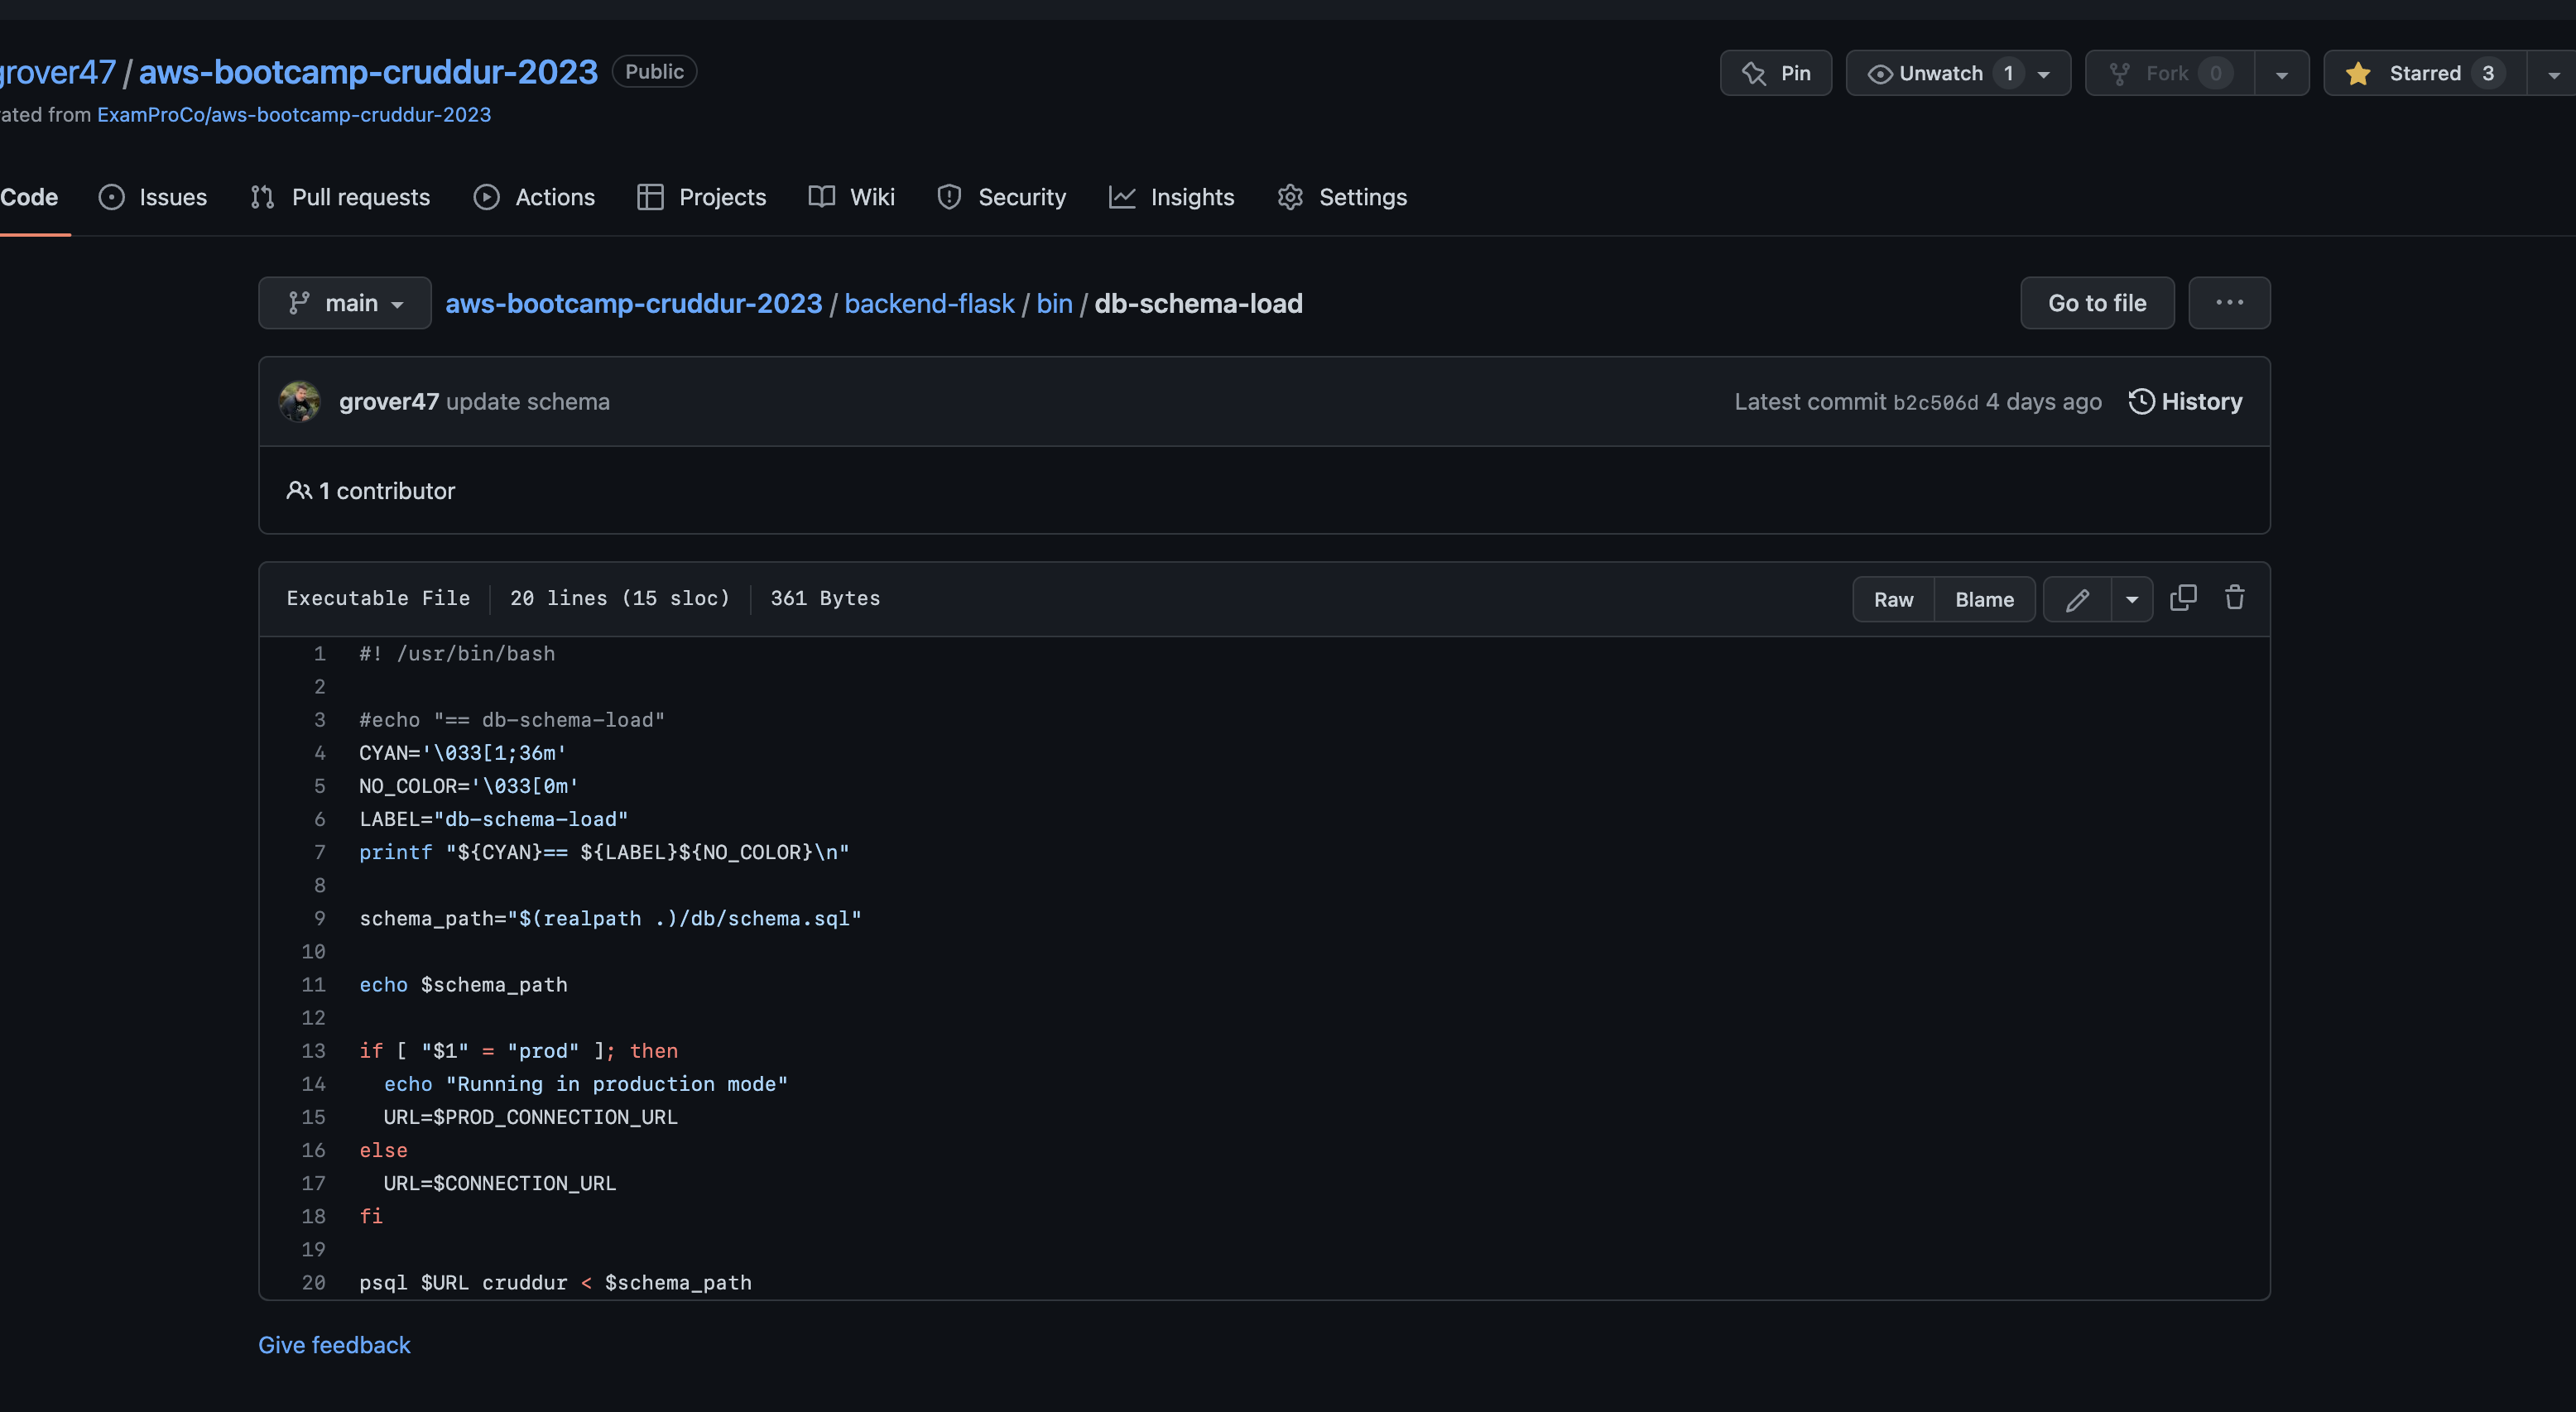 grover47 / aws-bootcamp-cruddur-2023 Public
Pin Unwatch 1 Fork 0 Starred 3
ated from ExamProCo/aws-bootcamp-cruddur-2023
Code Issues Pull requests Actions Projects Wiki Security Insights Settings
main aws-bootcamp-cruddur-2023 / backend-flask / bin / db-schema-load Go to file ...
grover47 update schema Latest commit b2c506d 4 days ago History
1 contributor
Executable File 20 lines (15 sloc) 361 Bytes Raw Blame
1 #! /usr/bin/bash
2
3 #echo "== db-schema-load"
4 CYAN='\033[1;36m'
5 NO_COLOR='\033[0m'
6 LABEL="db-schema-load"
7 printf "${CYAN}== ${LABEL}${NO_COLOR}\n"
8
9 schema_path="$(realpath .)/db/schema.sql"
10
11 echo $schema_path
12
13 if [ "$1" = "prod" ]; then
14   echo "Running in production mode"
15   URL=$PROD_CONNECTION_URL
16 else
17   URL=$CONNECTION_URL
18 fi
19
20 psql $URL cruddur < $schema_path
Give feedback